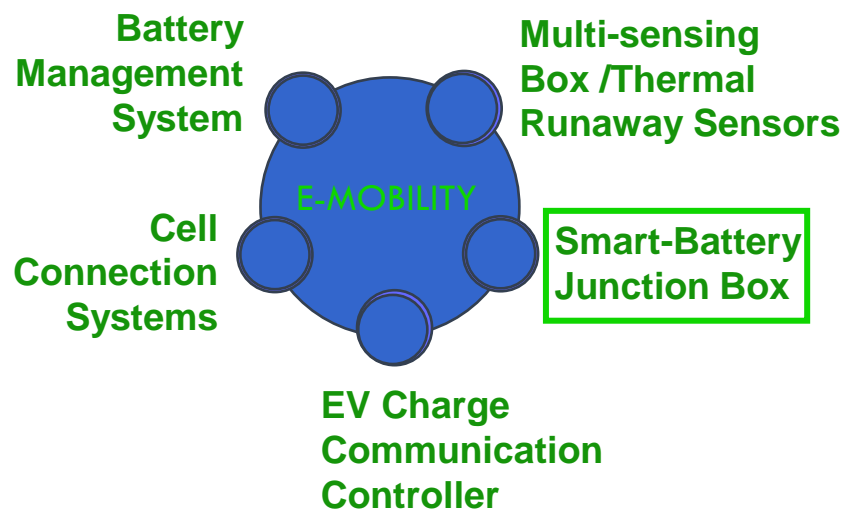 Battery
Management
System
Multi-sensing
Box /Thermal
Runaway Sensors
E-MOBILITY
Cell
Connection
Systems
Smart-Battery
Junction Box
EV Charge
Communication
Controller